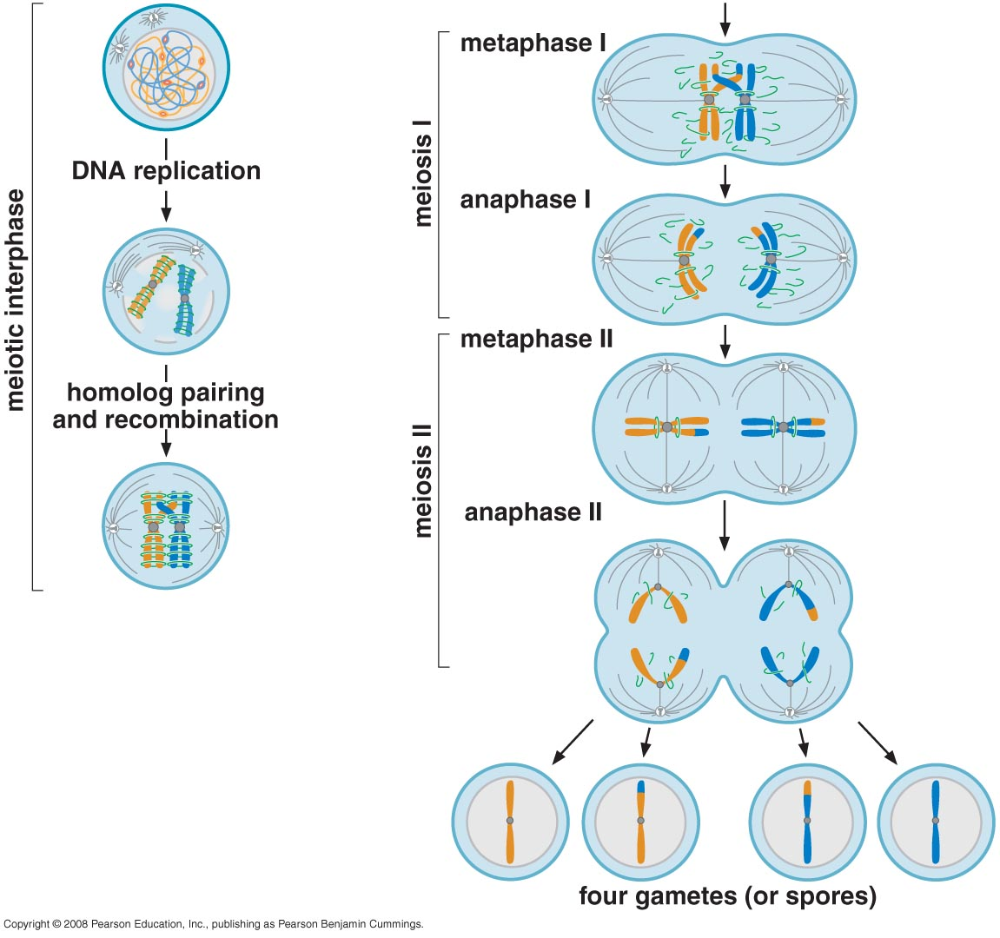 meiotic interphase
DNA replication
homolog pairing
and recombination
meiosis I
metaphase I
anaphase I
meiosis II
metaphase II
anaphase II
four gametes (or spores)
Copyright © 2008 Pearson Education, Inc., publishing as Pearson Benjamin Cummings.